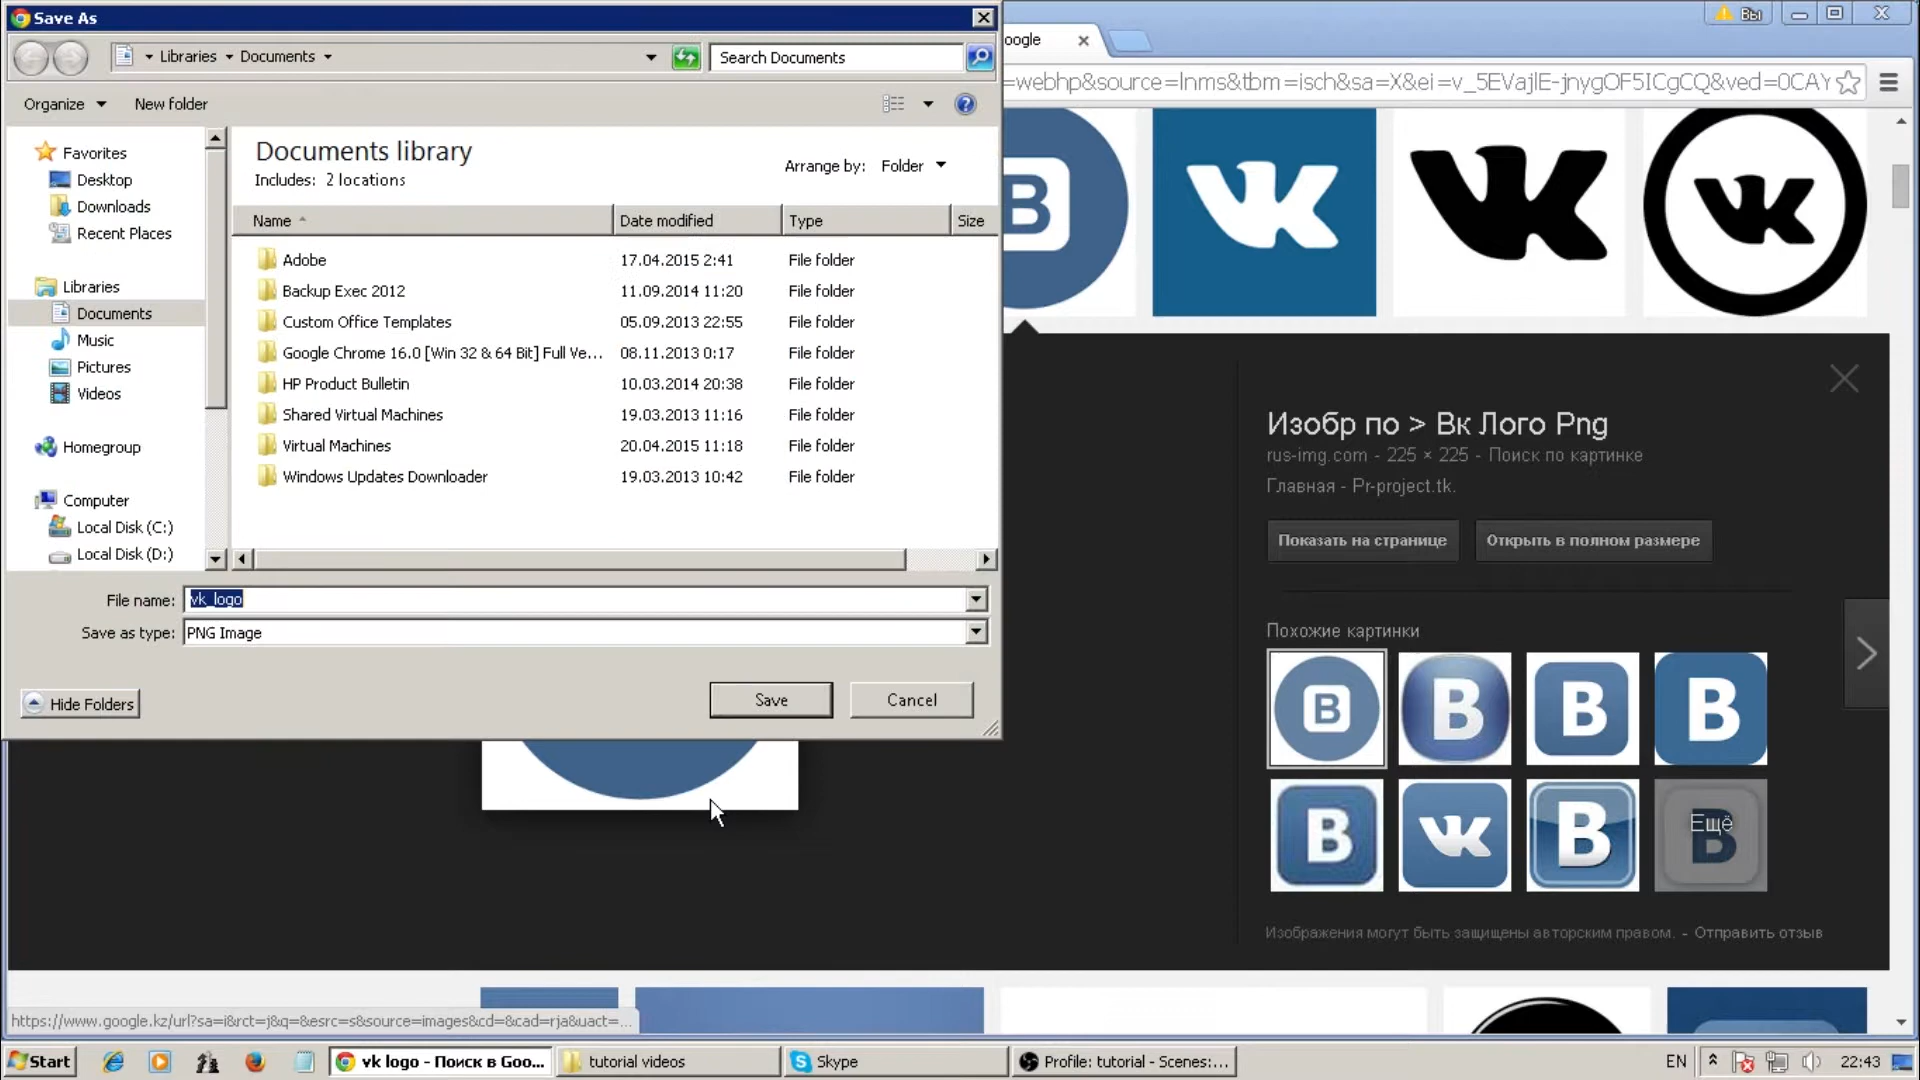 Save As
Libraries Documents
Search Documents
Organize New folder
Favorites
Desktop
Downloads
Recent Places
Libraries
Documents
Music
Pictures
Videos
Homegroup
Computer
Local Disk (C:)
Local Disk (D:)
Documents library
Includes: 2 locations
Arrange by: Folder
Name Date modified Type Size
Adobe 17.04.2015 2:41 File folder
Backup Exec 2012 11.09.2014 11:20 File folder
Custom Office Templates 05.09.2013 22:55 File folder
Google Chrome 16.0 [Win 32 & 64 Bit] Full Ve... 08.11.2013 0:17 File folder
HP Product Bulletin 10.03.2014 20:38 File folder
Shared Virtual Machines 19.03.2013 11:16 File folder
Virtual Machines 20.04.2015 11:18 File folder
Windows Updates Downloader 19.03.2013 10:42 File folder
File name: vk_logo
Save as type: PNG Image
Hide Folders
Save
Cancel
Вы
oogle
=webhp&source=lnms&tbm=isch&sa=X&ei=v_5EVajlE-jnygOF5ICgCQ&ved=0CAY
Изобр по > Вк Лого Png
rus-img.com - 225 × 225 - Поиск по картинке
Главная - Pr-project.tk.
Показать на странице
Открыть в полном размере
Похожие картинки
B B B B
B B
Ещё
Изображения могут быть защищены авторским правом. - Отправить отзыв
https://www.google.kz/url?sa=i&rct=j&q=&esrc=s&source=images&cd=&cad=rja&uact=...
Start
vk logo - Поиск в Goo...
tutorial videos
Skype
Profile: tutorial - Scenes:...
EN
22:43